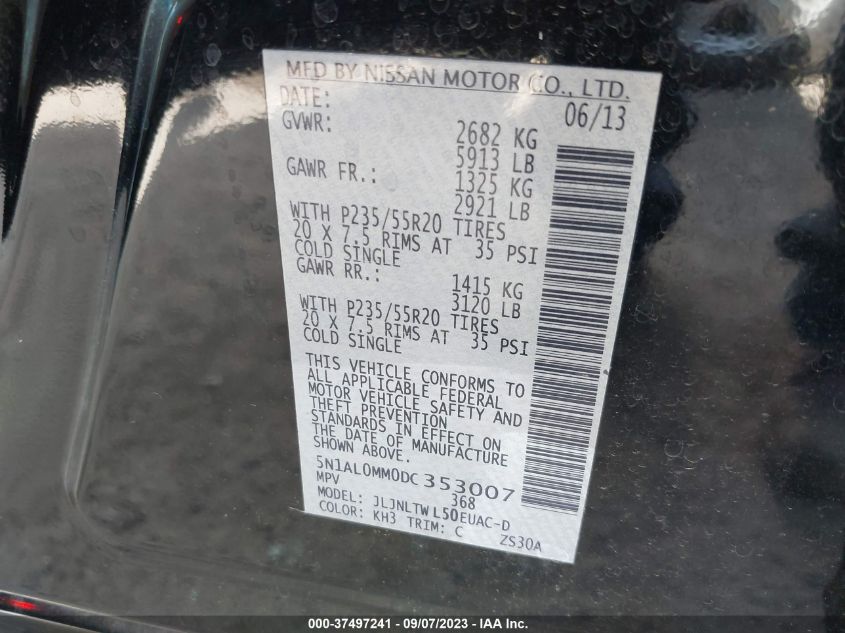 MFD BY NISSAN MOTOR CO., LTD.
DATE: 06/13
GVWR: 2682 KG
5913 LB
GAWR FR.: 1325 KG
2921 LB
WITH P235/55R20 TIRES
20 X 7.5 RIMS AT 35 PSI
COLD SINGLE
GAWR RR.: 1415 KG
3120 LB
WITH P235/55R20 TIRES
20 X 7.5 RIMS AT 35 PSI
COLD SINGLE
THIS VEHICLE CONFORMS TO
ALL APPLICABLE FEDERAL
MOTOR VEHICLE SAFETY AND
THEFT PREVENTION
STANDARDS IN EFFECT ON
THE DATE OF MANUFACTURE
SHOWN ABOVE.
5N1AL0MM0DC353007
MPV 368
MODEL: JLJNLTWL50EUAC-D
COLOR: KH3 TRIM: C ZS30A
000-37497241 - 09/07/2023 - IAA Inc.